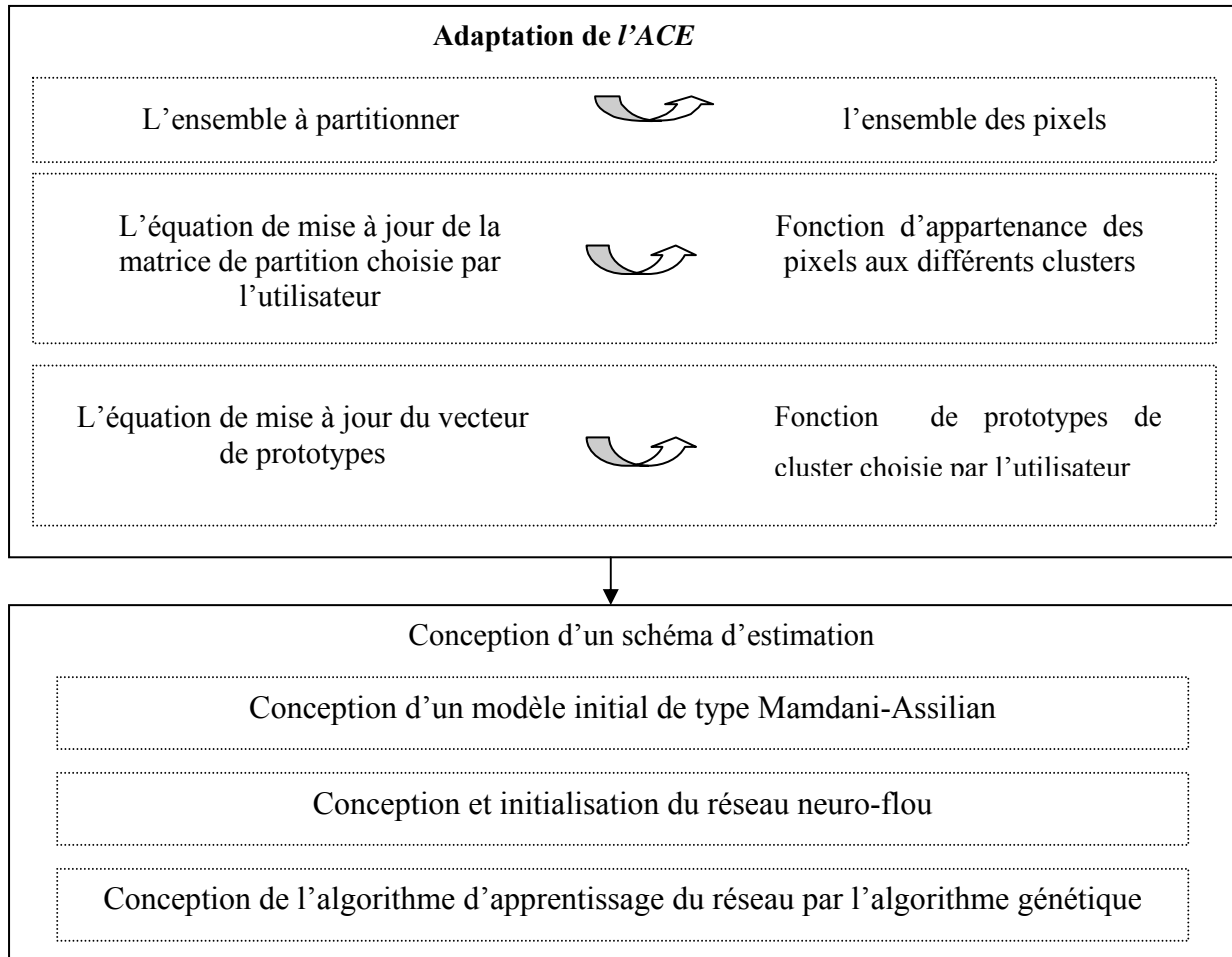 Adaptation de l'ACE
L'ensemble à partitionner
l'ensemble des pixels
L'équation de mise à jour de la
matrice de partition choisie par
l'utilisateur
Fonction d'appartenance des
pixels aux différents clusters
L'équation de mise à jour du vecteur
de prototypes
Fonction de prototypes de
cluster choisie par l'utilisateur
Conception d'un schéma d'estimation
Conception d'un modèle initial de type Mamdani-Assilian
Conception et initialisation du réseau neuro-flou
Conception de l'algorithme d'apprentissage du réseau par l'algorithme génétique